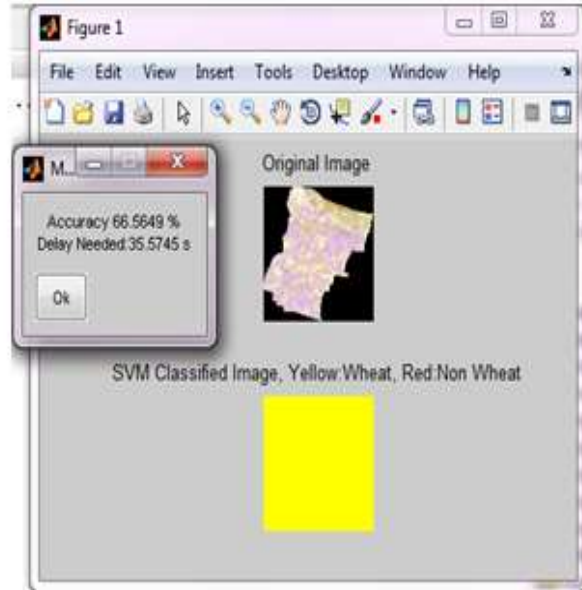 Figure 1
File Edit View Insert Tools Desktop Window Help
M...
Accuracy 66.5649 %
Delay Needed:35.5745 s
Ok
Original Image
SVM Classified Image, Yellow:Wheat, Red:Non Wheat